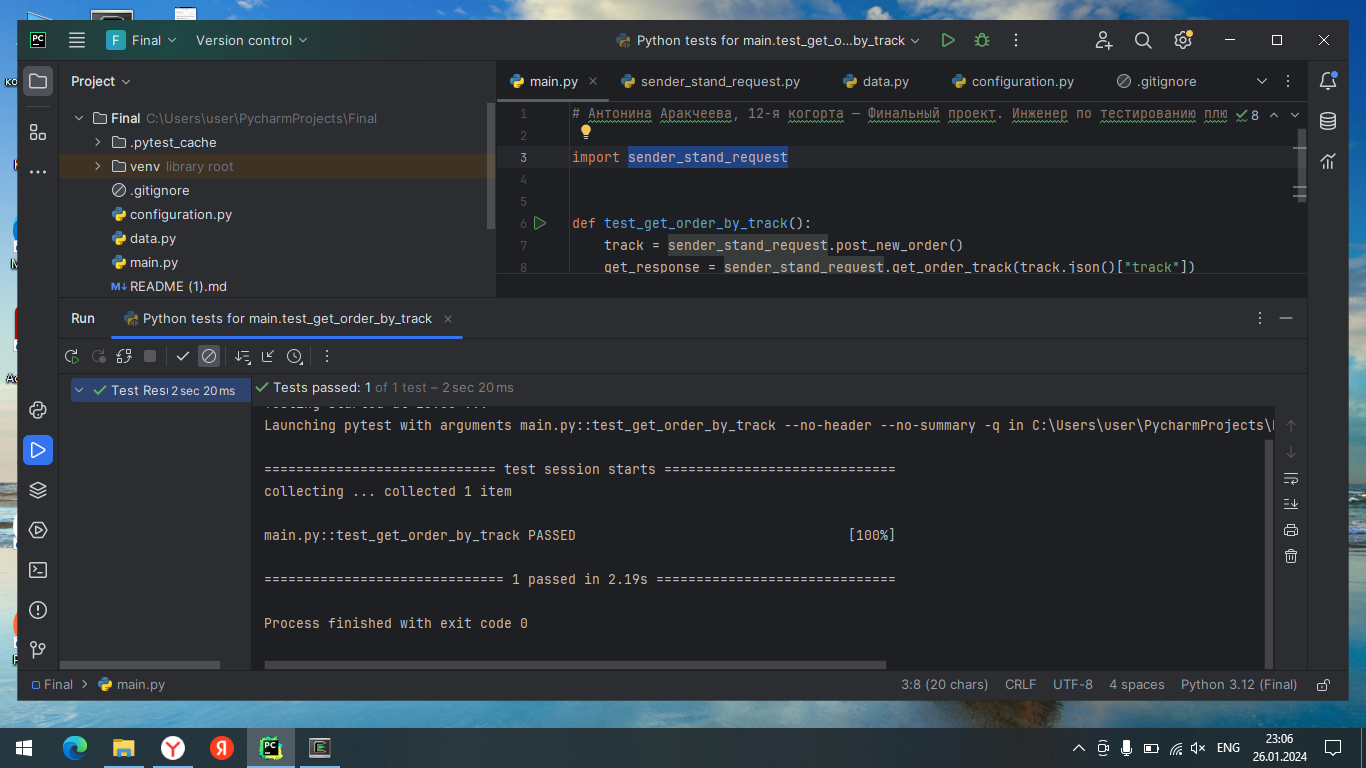 PC
F Final
Version control
Python tests for main.test_get_o...by_track
Project
main.py
sender_stand_request.py
data.py
configuration.py
.gitignore
Final C:\Users\user\PycharmProjects\Final
.pytest_cache
venv library root
.gitignore
configuration.py
data.py
main.py
M↓ README (1).md
1 # Антонина Аракчеева, 12-я когорта — Финальный проект. Инженер по тестированию плю
8
2
3 import sender_stand_request
4
5
6 def test_get_order_by_track():
7 track = sender_stand_request.post_new_order()
8 get_response = sender_stand_request.get_order_track(track.json()["track"])
Run
Python tests for main.test_get_order_by_track
Test Resu 2 sec 20 ms
Tests passed: 1 of 1 test – 2 sec 20 ms
Launching pytest with arguments main.py::test_get_order_by_track --no-header --no-summary -q in C:\Users\user\PycharmProjects\
============================= test session starts =============================
collecting ... collected 1 item
main.py::test_get_order_by_track PASSED [100%]
============================== 1 passed in 2.19s ==============================
Process finished with exit code 0
Final
main.py
3:8 (20 chars)
CRLF
UTF-8
4 spaces
Python 3.12 (Final)
Y
Я
PC
ENG
23:06
26.01.2024